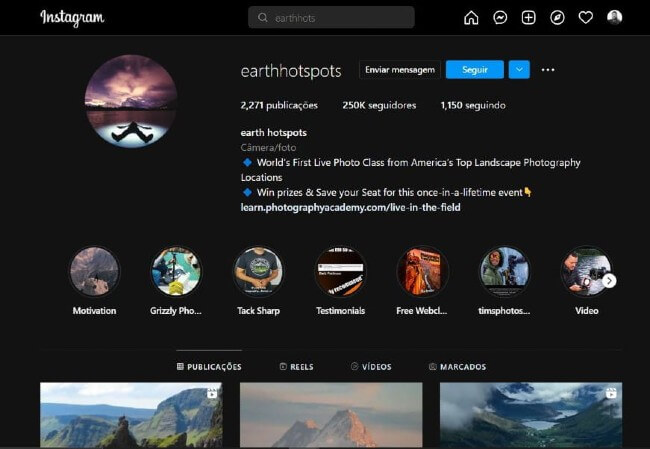 Instagram
earthhots
earthhotspots Enviar mensagem Seguir
2,271 publicações 250K seguidores 1,150 seguindo
earth hotspots
Câmera/foto
World's First Live Photo Class from America's Top Landscape Photography
Locations
Win prizes & Save your Seat for this once-in-a-lifetime event
learn.photographyacademy.com/live-in-the-field
Motivation Grizzly Pho... Tack Sharp Testimonials Free Webcl... timsphotos... Video
PUBLICAÇÕES REELS VÍDEOS MARCADOS